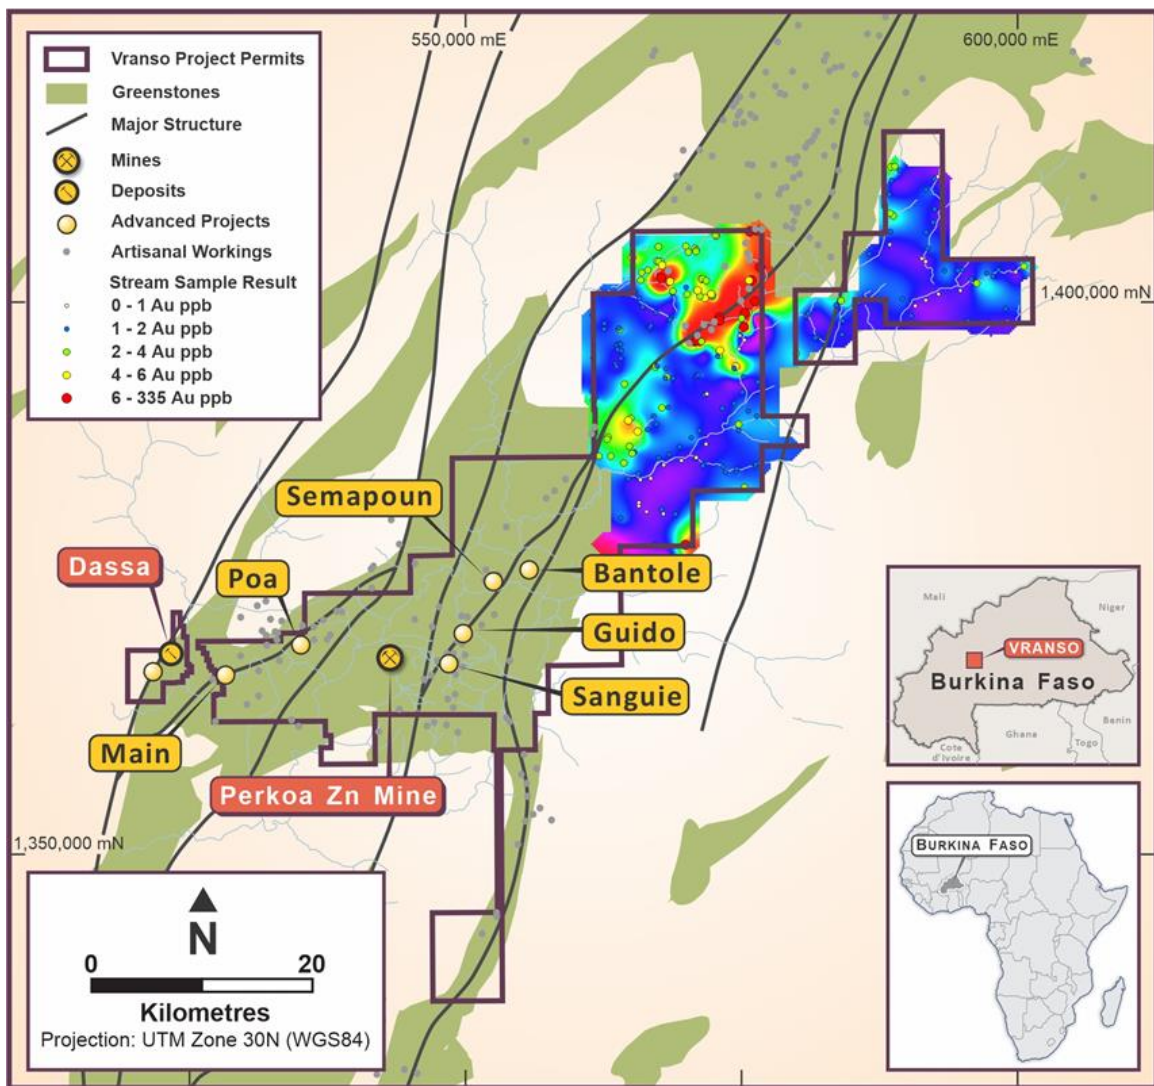 550,000 mE
600,000 mE
Vranso Project Permits
Greenstones
Major Structure
Mines
Deposits
Advanced Projects
Artisanal Workings
Stream Sample Result
0 - 1 Au ppb
1 - 2 Au ppb
2 - 4 Au ppb
4 - 6 Au ppb
6 - 335 Au ppb
1,400,000 mN
Semapoun
Dassa
Poa
Bantole
Guido
Sanguie
Main
Perkoa Zn Mine
1,350,000 mN
N
0 20
Kilometres
Projection: UTM Zone 30N (WGS84)
Mali
Niger
VRANSO
Burkina Faso
Benin
Ghana
Togo
Cote
d'Ivoire
BURKINA FASO